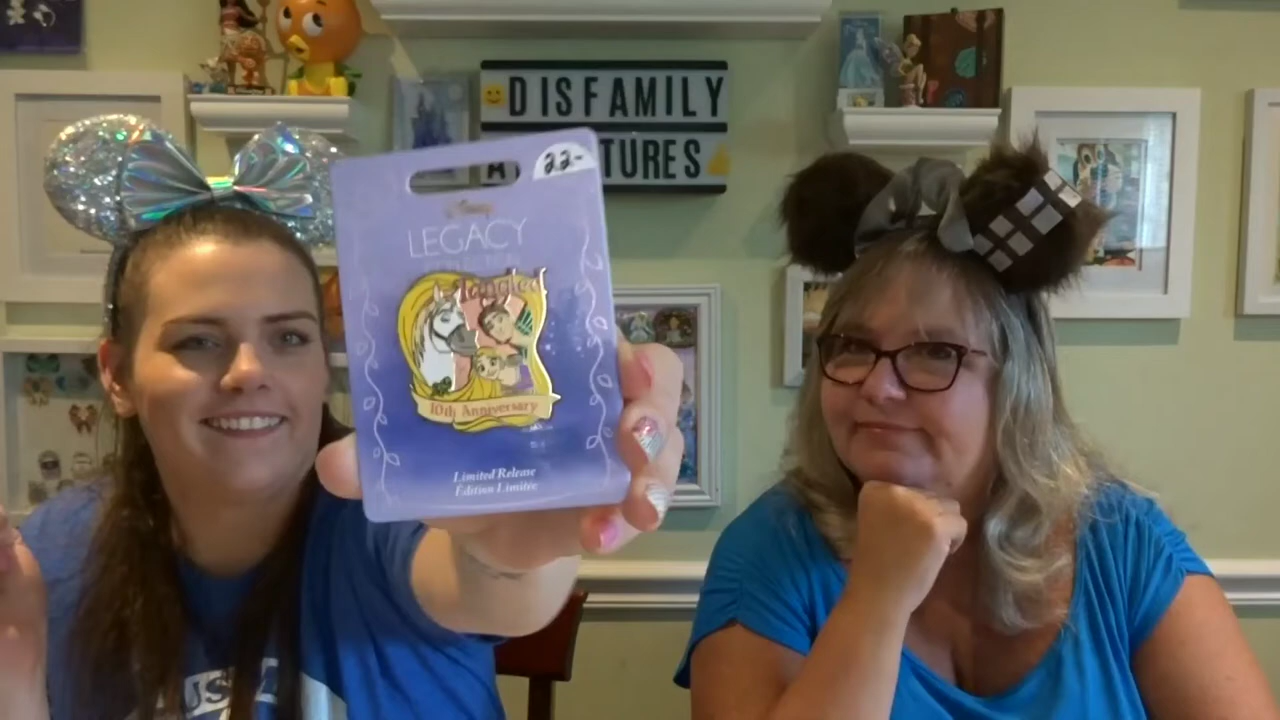 DISFAMILY
TURES
22-
Disney
LEGACY
Tangled
10th Anniversary
Limited Release
Édition Limitée